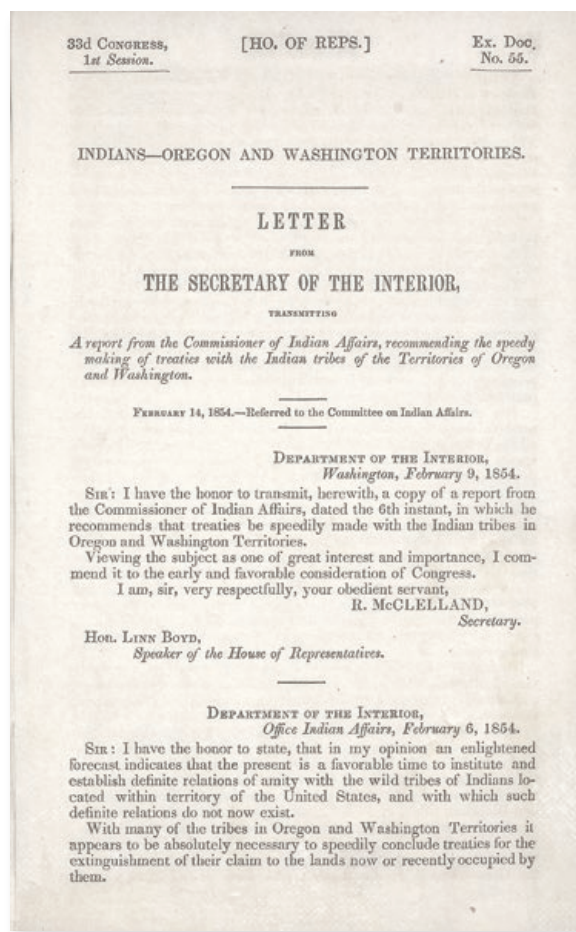 33d CONGRESS,
1st Session.
[HO. OF REPS.]
Ex. Doc.
No. 55.
INDIANS—OREGON AND WASHINGTON TERRITORIES.
LETTER
FROM
THE SECRETARY OF THE INTERIOR,
TRANSMITTING
A report from the Commissioner of Indian Affairs, recommending the speedy
making of treaties with the Indian tribes of the Territories of Oregon
and Washington.
FEBRUARY 14, 1854.—Referred to the Committee on Indian Affairs.
DEPARTMENT OF THE INTERIOR,
Washington, February 9, 1854.
SIR: I have the honor to transmit, herewith, a copy of a report from
the Commissioner of Indian Affairs, dated the 6th instant, in which he
recommends that treaties be speedily made with the Indian tribes in
Oregon and Washington Territories.
Viewing the subject as one of great interest and importance, I com-
mend it to the early and favorable consideration of Congress.
I am, sir, very respectfully, your obedient servant,
R. McCLELLAND,
Secretary.
Hon. LINN BOYD,
Speaker of the House of Representatives.
DEPARTMENT OF THE INTERIOR,
Office Indian Affairs, February 6, 1854.
SIR: I have the honor to state, that in my opinion an enlightened
forecast indicates that the present is a favorable time to institute and
establish definite relations of amity with the wild tribes of Indians lo-
cated within territory of the United States, and with which such
definite relations do not now exist.
With many of the tribes in Oregon and Washington Territories it
appears to be absolutely necessary to speedily conclude treaties for the
extinguishment of their claim to the lands now or recently occupied by
them.